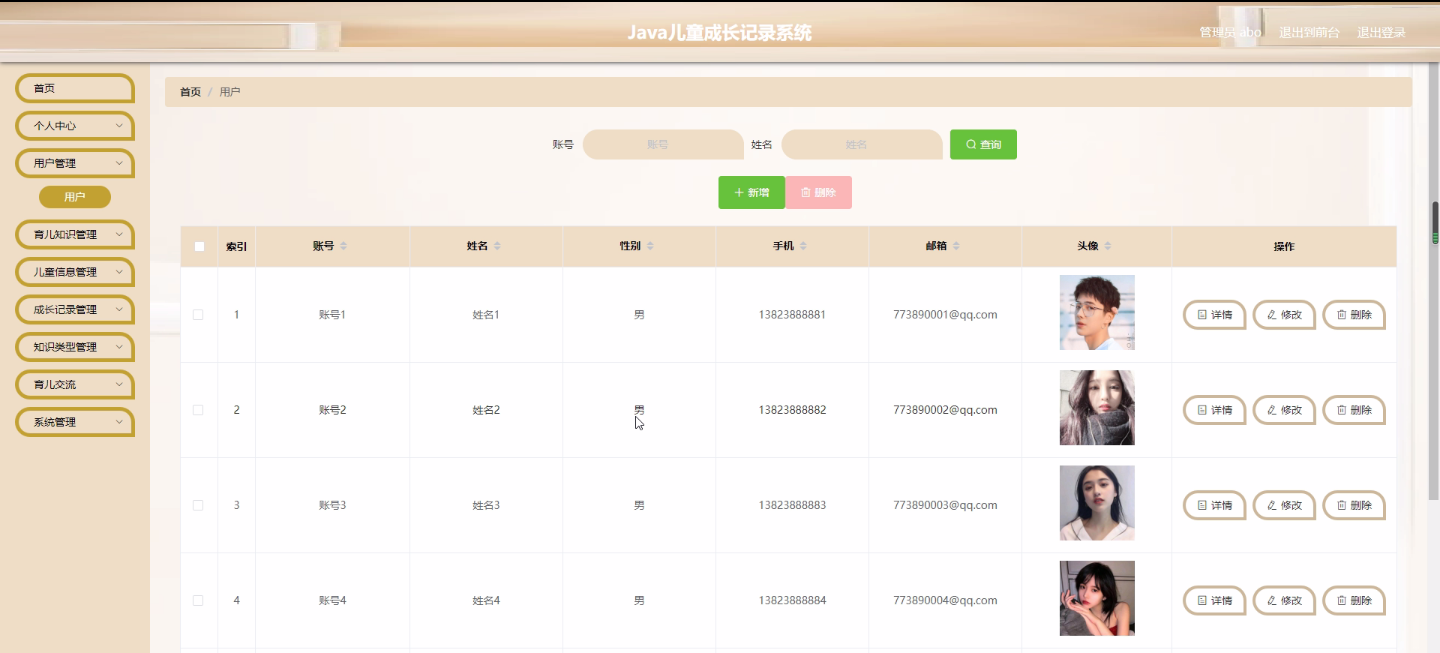 Java儿童成长记录系统
管理员 abo 退出到前台 退出登录
首页
个人中心
用户管理
用户
育儿知识管理
儿童信息管理
成长记录管理
知识类型管理
育儿交流
系统管理
首页 / 用户
账号 账号 姓名 姓名 查询
新增 删除
索引 账号 姓名 性别 手机 邮箱 头像 操作
1 账号1 姓名1 男 13823888881 773890001@qq.com 详情 修改 删除
2 账号2 姓名2 男 13823888882 773890002@qq.com 详情 修改 删除
3 账号3 姓名3 男 13823888883 773890003@qq.com 详情 修改 删除
4 账号4 姓名4 男 13823888884 773890004@qq.com 详情 修改 删除